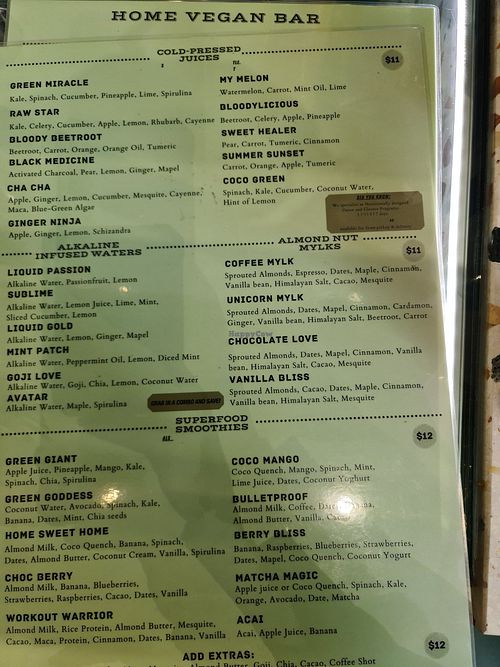 HOME VEGAN BAR
COLD-PRESSED
JUICES
$11
GREEN MIRACLE
Kale, Spinach, Cucumber, Pineapple, Lime, Spirulina
RAW STAR
Kale, Celery, Cucumber, Apple, Lemon, Rhubarb, Cayenne
BLOODY BEETROOT
Beetroot, Carrot, Orange, Orange Oil, Tumeric
BLACK MEDICINE
Activated Charcoal, Pear, Lemon, Ginger, Mapel
CHA CHA
Apple, Ginger, Lemon, Cucumber, Mesquite, Cayenne,
Maca, Blue-Green Algae
GINGER NINJA
Apple, Ginger, Lemon, Schizandra
MY MELON
Watermelon, Carrot, Mint Oil, Lime
BLOODYLICIOUS
Beetroot, Celery, Apple, Pineapple
SWEET HEALER
Pear, Carrot, Tumeric, Cinnamon
SUMMER SUNSET
Carrot, Orange, Apple, Tumeric
COCO GREEN
Spinach, Kale, Cucumber, Coconut Water,
Hint of Lemon
DID YOU KNOW:
ALKALINE
INFUSED WATERS
LIQUID PASSION
Alkaline Water, Passionfruit, Lemon
SUBLIME
Alkaline Water, Lemon Juice, Lime, Mint,
Sliced Cucumber, Lemon
LIQUID GOLD
Alkaline Water, Lemon, Ginger, Mapel
MINT PATCH
Alkaline Water, Peppermint Oil, Lemon, Diced Mint
GOJI LOVE
Alkaline Water, Goji, Chia, Lemon, Coconut Water
AVATAR
Alkaline Water, Maple, Spirulina
GRAB IN A COMBO AND SAVE!
ALMOND NUT
MYLKS
$11
COFFEE MYLK
Sprouted Almonds, Espresso, Dates, Maple, Cinnamon,
Vanilla bean, Himalayan Salt, Cacao, Mesquite
UNICORN MYLK
Sprouted Almonds, Dates, Mapel, Cinnamon, Cardamon,
Ginger, Vanilla bean, Himalayan Salt, Beetroot, Carrot
HappyCow
CHOCOLATE LOVE
Sprouted Almonds, Dates, Mapel, Cinnamon, Vanilla
bean, Himalayan Salt, Cacao, Mesquite
VANILLA BLISS
Sprouted Almonds, Cacao, Dates, Maple, Cinnamon,
Vanilla bean, Himalayan Salt, Mesquite
SUPERFOOD
SMOOTHIES
$12
GREEN GIANT
Apple Juice, Pineapple, Mango, Kale,
Spinach, Chia, Spirulina
GREEN GODDESS
Coconut Water, Avocado, Spinach, Kale,
Banana, Dates, Mint, Chia seeds
HOME SWEET HOME
Almond Milk, Coco Quench, Banana, Spinach,
Dates, Almond Butter, Coconut Cream, Vanilla, Spirulina
CHOC BERRY
Almond Milk, Banana, Blueberries,
Strawberries, Raspberries, Cacao, Dates, Vanilla
WORKOUT WARRIOR
Almond Milk, Rice Protein, Almond Butter, Mesquite,
Cacao, Maca, Protein, Cinnamon, Dates, Banana, Vanilla
COCO MANGO
Coco Quench, Mango, Spinach, Mint,
Lime Juice, Dates, Coconut Yoghurt
BULLETPROOF
Almond Milk, Coffee, Banana,
Almond Butter, Vanilla,
BERRY BLISS
Banana, Raspberries, Blueberries, Strawberries,
Dates, Mapel, Coco Quench, Coconut Yogurt
MATCHA MAGIC
Apple juice or Coco Quench, Spinach, Kale,
Orange, Avocado, Date, Matcha
ACAI
Acai, Apple Juice, Banana
$12
ADD EXTRAS:
Butter, Goji, Chia, Cacao, Coffee Shot